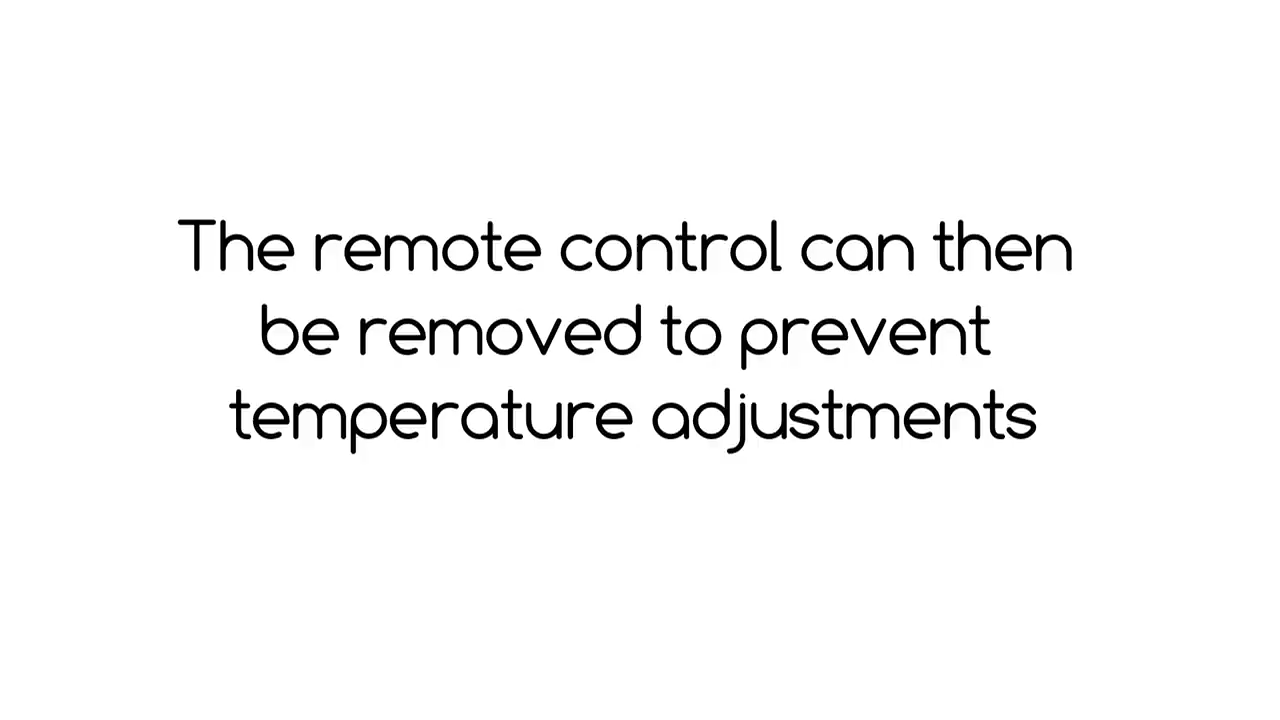 The remote control can then
be removed to prevent
temperature adjustments